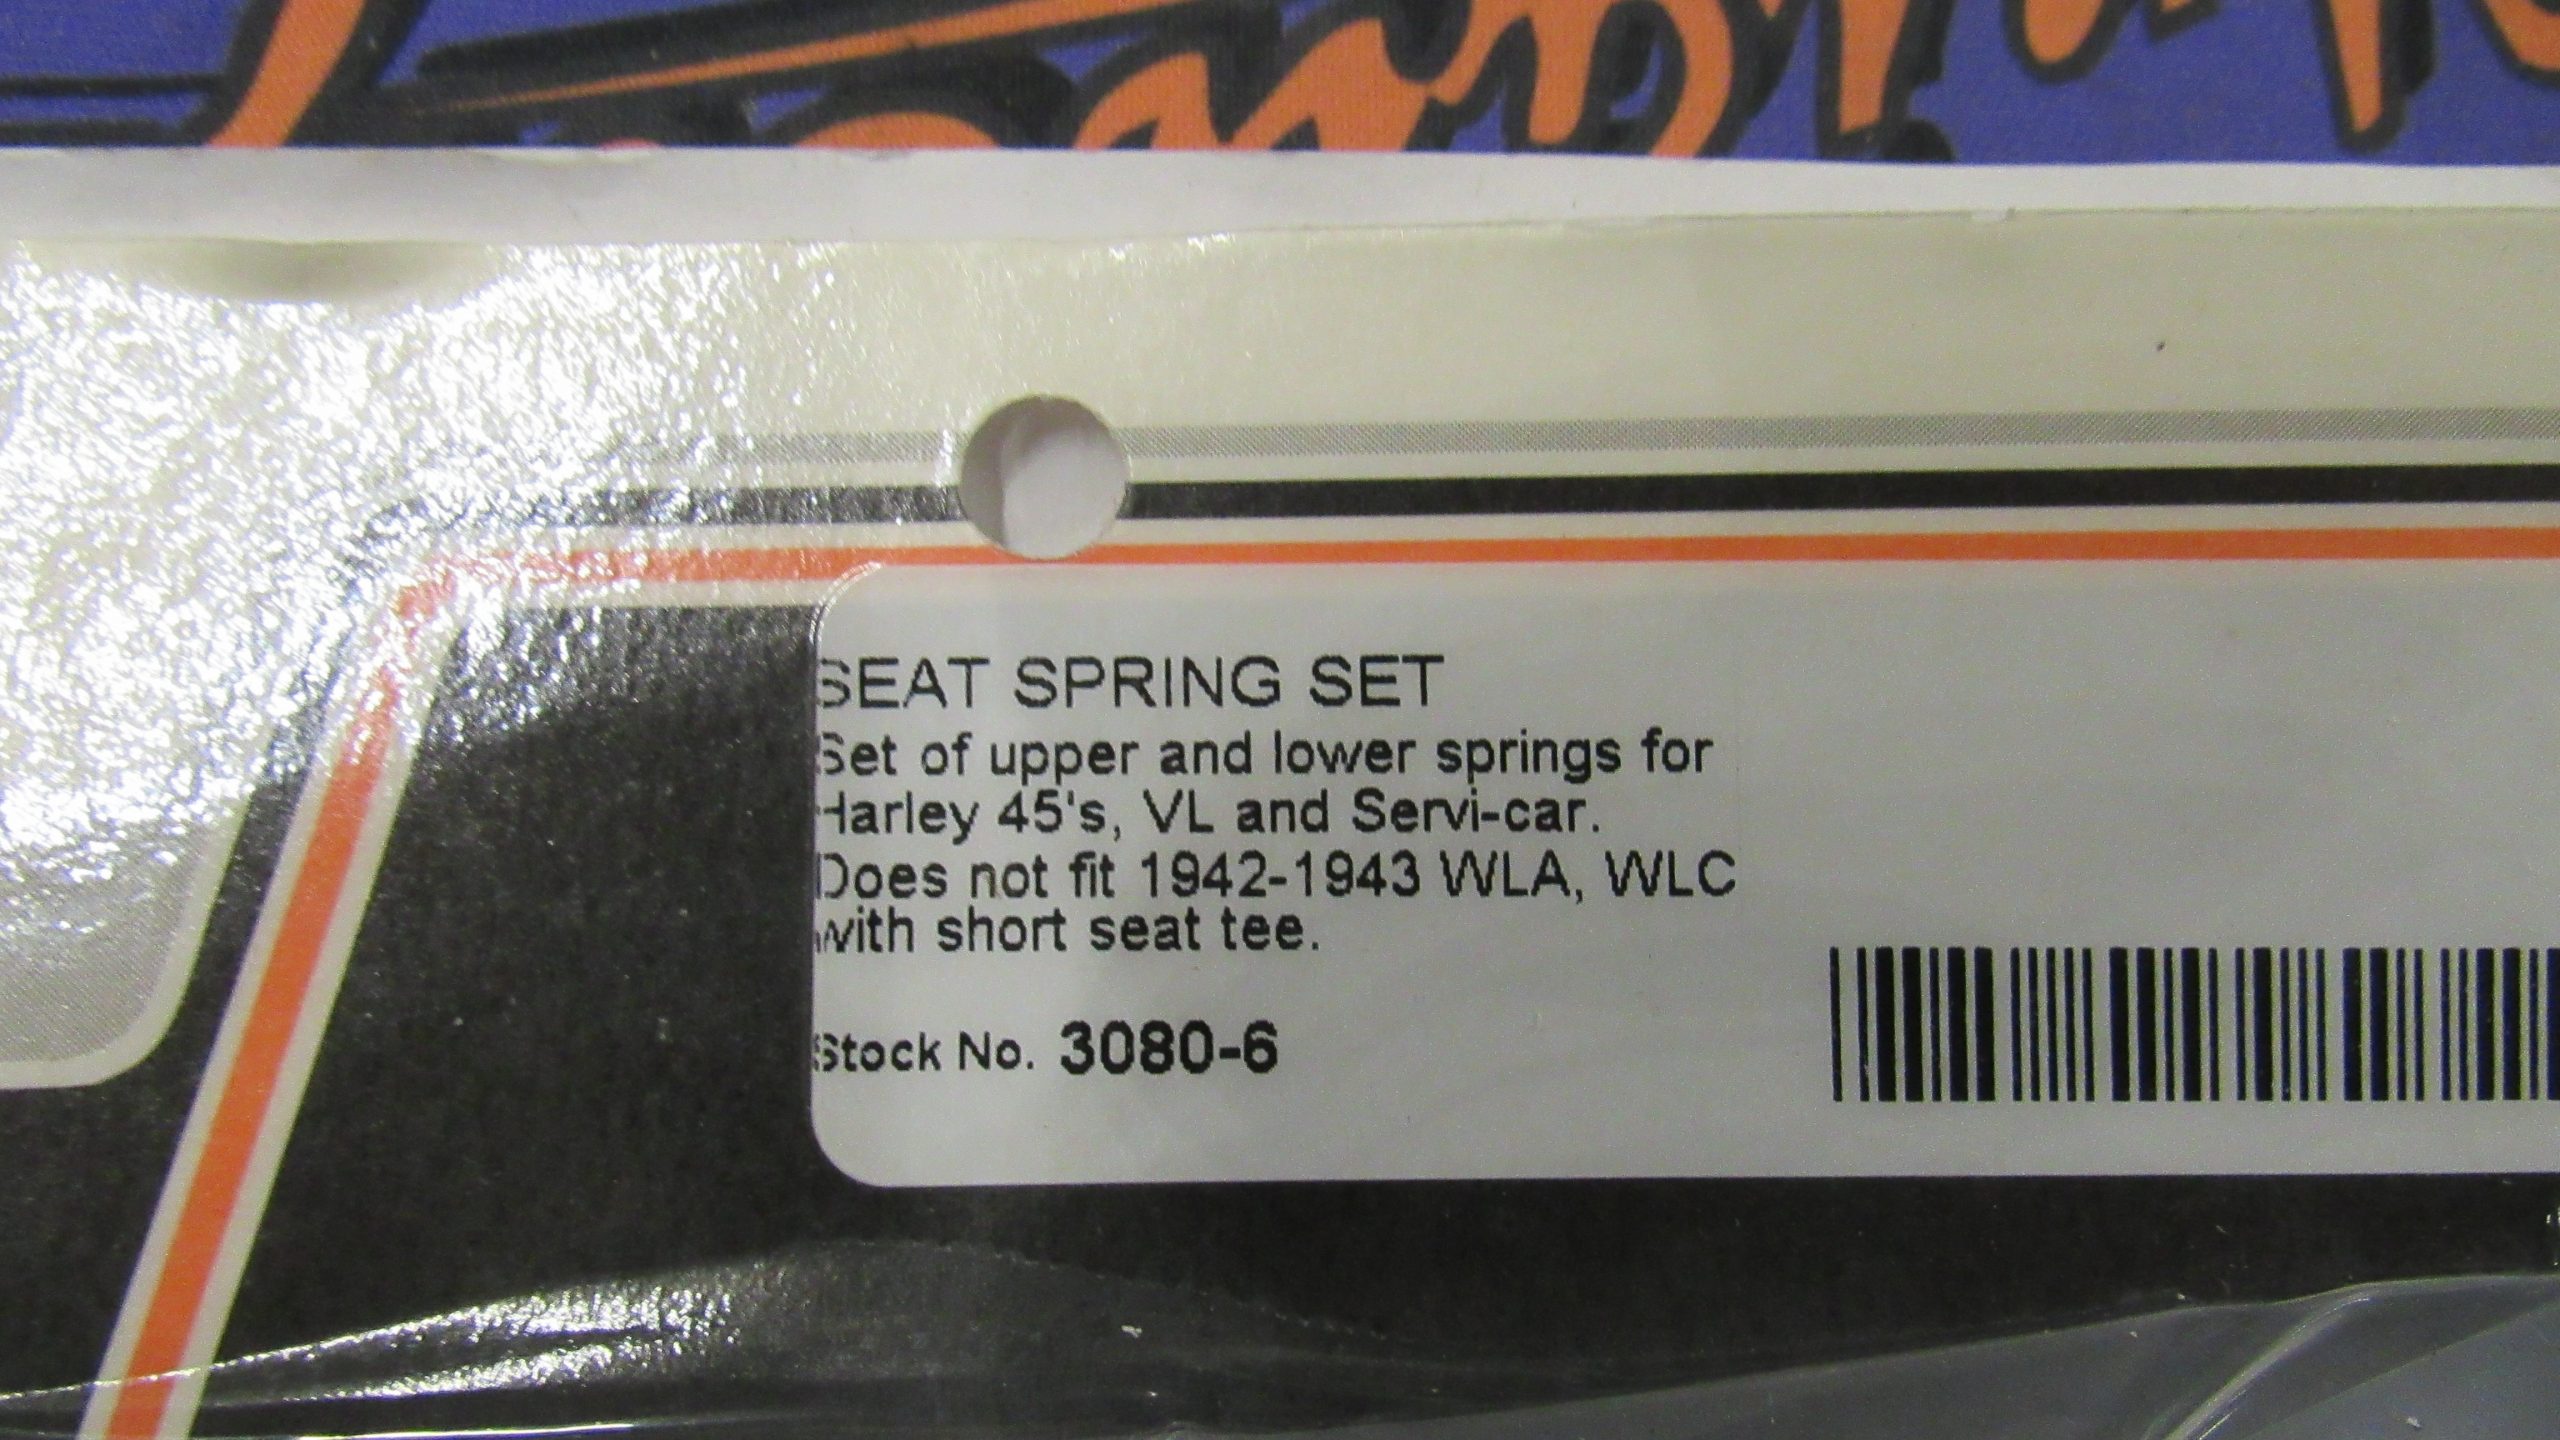 SEAT SPRING SET
Set of upper and lower springs for
Harley 45's, VL and Servi-car.
Does not fit 1942-1943 WLA, WLC
with short seat tee.
Stock No. 3080-6